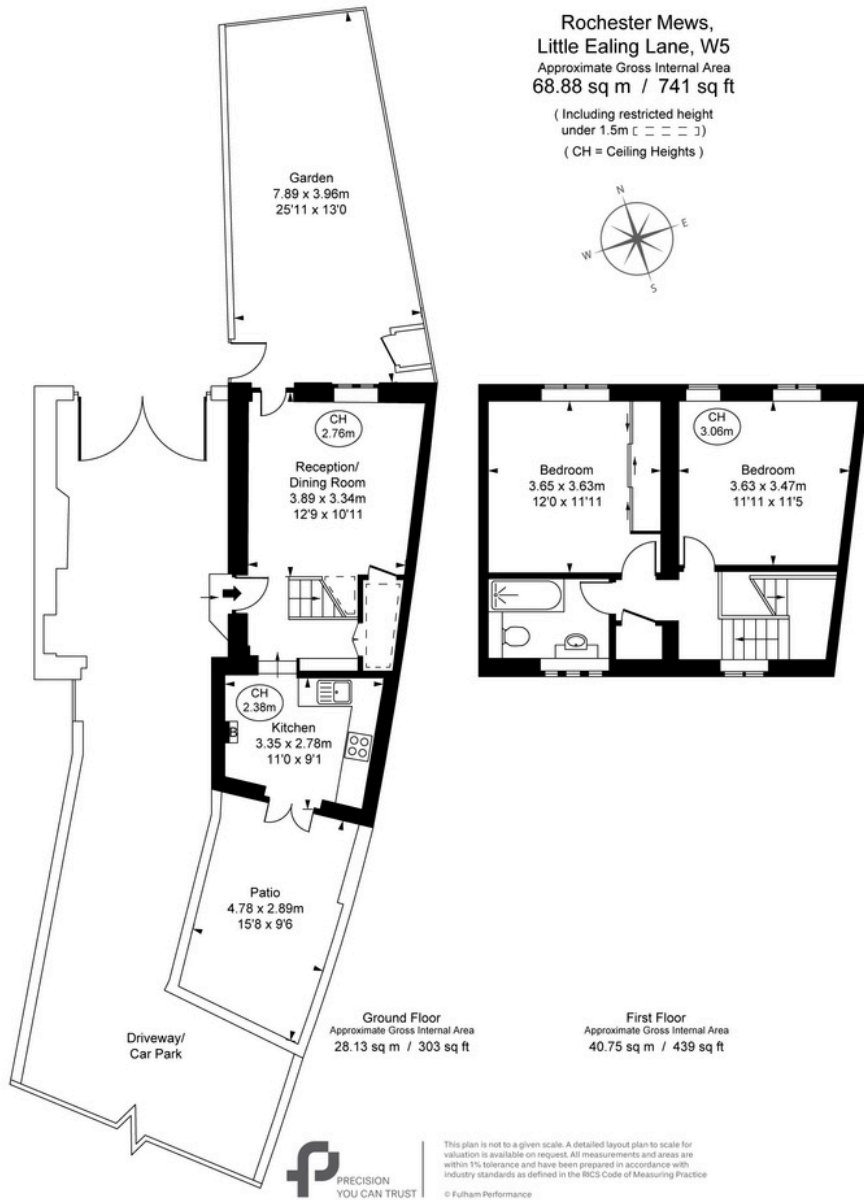 Rochester Mews,
Little Ealing Lane, W5
Approximate Gross Internal Area
68.88 sq m / 741 sq ft
( Including restricted height
under 1.5m )
( CH = Ceiling Heights )
N
E
W
S
Garden
7.89 x 3.96m
25'11 x 13'0
CH
2.76m
Reception/
Dining Room
3.89 x 3.34m
12'9 x 10'11
CH
2.38m
B
Kitchen
3.35 x 2.78m
11'0 x 9'1
Patio
4.78 x 2.89m
15'8 x 9'6
Driveway/
Car Park
Bedroom
3.65 x 3.63m
12'0 x 11'11
CH
3.06m
Bedroom
3.63 x 3.47m
11'11 x 11'5
Ground Floor
Approximate Gross Internal Area
28.13 sq m / 303 sq ft
First Floor
Approximate Gross Internal Area
40.75 sq m / 439 sq ft
PRECISION
YOU CAN TRUST
This plan is not to a given scale. A detailed layout plan to scale for
valuation is available on request. All measurements and areas are
within 1% tolerance and have been prepared in accordance with
industry standards as defined in the RICS Code of Measuring Practice
© Fulham Performance